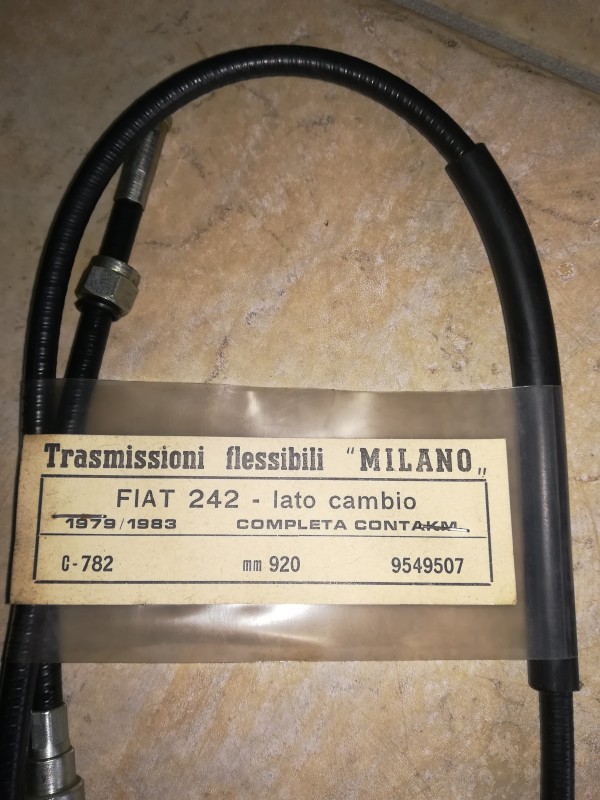 Trasmissioni flessibili "MILANO„
FIAT 242 - lato cambio
1979/1983 COMPLETA CONTAKM.
C-782 mm 920 9549507